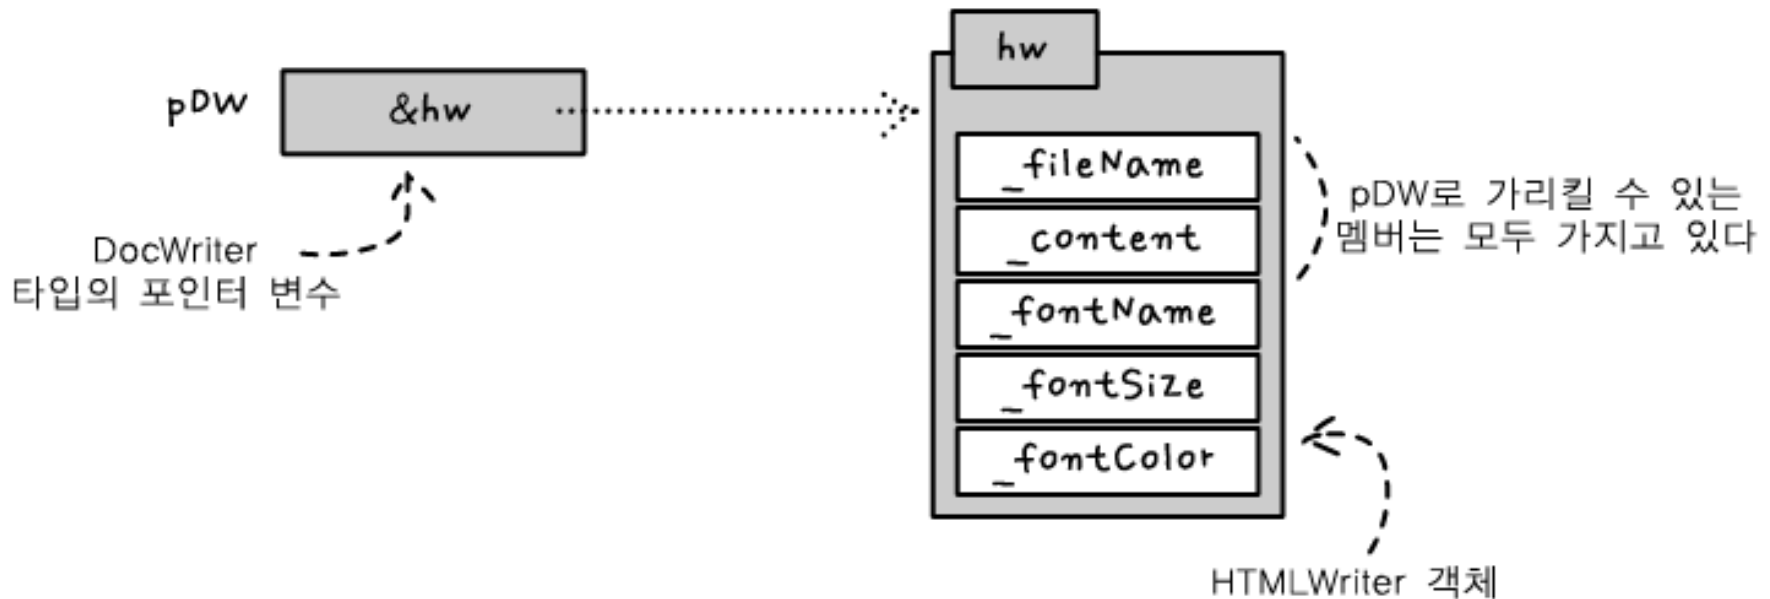 hw
pDW
&hw
_fileName
_content
_fontName
_fontSize
_fontColor
pDW로 가리킬 수 있는
멤버는 모두 가지고 있다
DocWriter
타입의 포인터 변수
HTMLWriter 객체